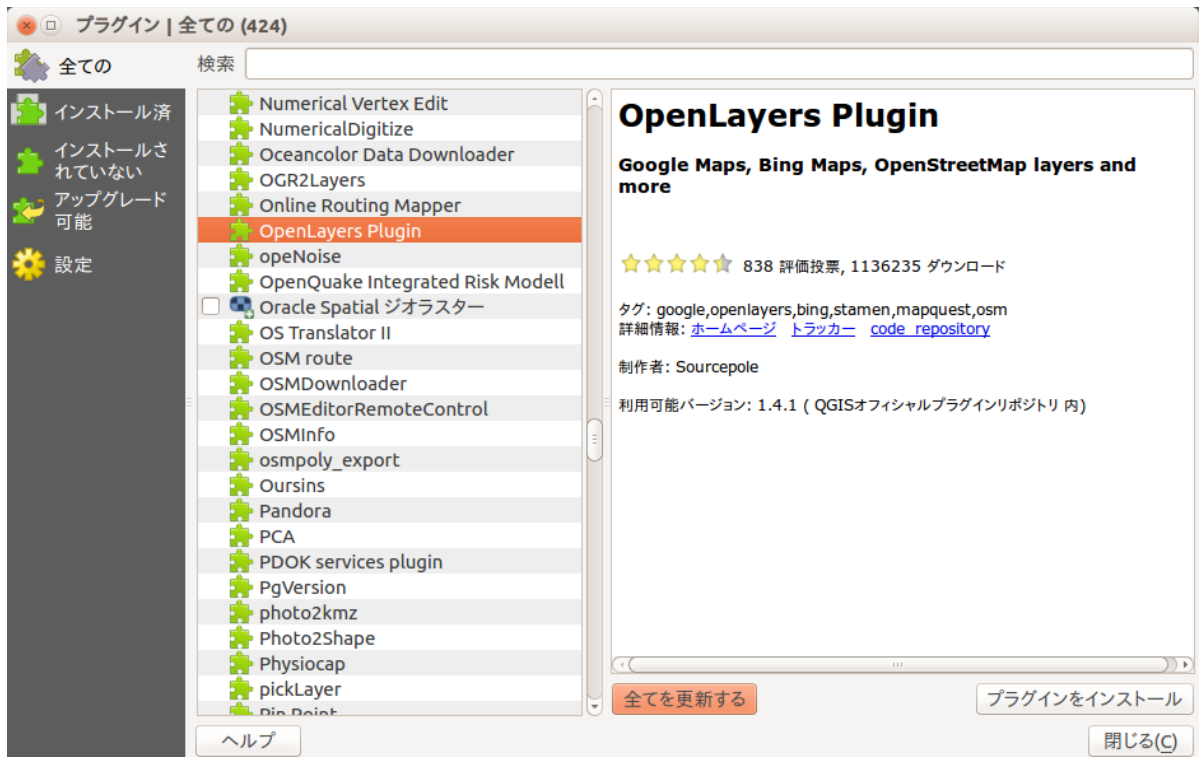 プラグイン | 全ての (424)
全ての
インストール済
インストールさ
れていない
アップグレード
可能
設定
検索
Numerical Vertex Edit
NumericalDigitize
Oceancolor Data Downloader
OGR2Layers
Online Routing Mapper
OpenLayers Plugin
opeNoise
OpenQuake Integrated Risk Modell
Oracle Spatial ジオラスター
OS Translator II
OSM route
OSMDownloader
OSMEditorRemoteControl
OSMInfo
osmpoly_export
Oursins
Pandora
PCA
PDOK services plugin
PgVersion
photo2kmz
Photo2Shape
Physiocap
pickLayer
Pin Point
OpenLayers Plugin
Google Maps, Bing Maps, OpenStreetMap layers and
more
838 評価投票, 1136235 ダウンロード
タグ: google,openlayers,bing,stamen,mapquest,osm
詳細情報: ホームページ トラッカー code repository
制作者: Sourcepole
利用可能バージョン: 1.4.1 ( QGISオフィシャルプラグインリポジトリ 内)
全てを更新する
プラグインをインストール
ヘルプ
閉じる(C)